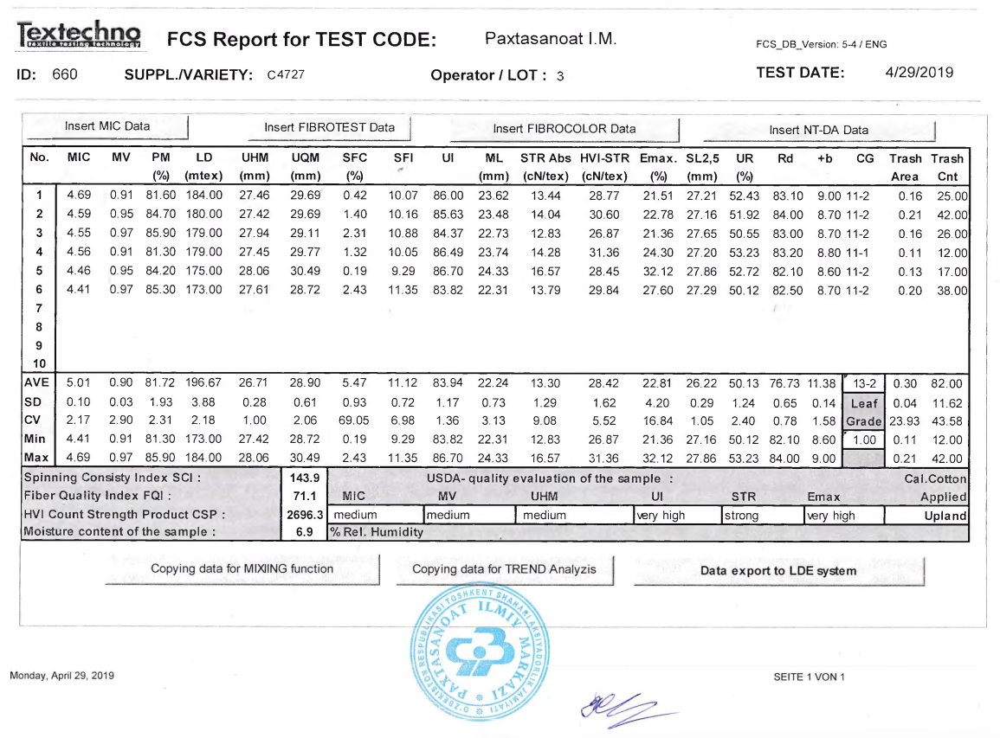 Textechno
textile testing technology
FCS Report for TEST CODE: Paxtasanoat I.M. FCS_DB_Version: 5-4 / ENG
ID: 660 SUPPL./VARIETY: C4727 Operator / LOT : 3 TEST DATE: 4/29/2019
Insert MIC Data Insert FIBROTEST Data Insert FIBROCOLOR Data Insert NT-DA Data
No. MIC MV PM LD UHM UQM SFC SFI UI ML STR Abs HVI-STR Emax. SL2,5 UR Rd +b CG Trash Trash
(%) (mtex) (mm) (mm) (%) (mm) (cN/tex) (cN/tex) (%) (mm) (%) Area Cnt
1 4.69 0.91 81.60 184.00 27.46 29.69 0.42 10.07 86.00 23.62 13.44 28.77 21.51 27.21 52.43 83.10 9.00 11-2 0.16 25.00
2 4.59 0.95 84.70 180.00 27.42 29.69 1.40 10.16 85.63 23.48 14.04 30.60 22.78 27.16 51.92 84.00 8.70 11-2 0.21 42.00
3 4.55 0.97 85.90 179.00 27.94 29.11 2.31 10.88 84.37 22.73 12.83 26.87 21.36 27.65 50.55 83.00 8.70 11-2 0.16 26.00
4 4.56 0.91 81.30 179.00 27.45 29.77 1.32 10.05 86.49 23.74 14.28 31.36 24.30 27.20 53.23 83.20 8.80 11-1 0.11 12.00
5 4.46 0.95 84.20 175.00 28.06 30.49 0.19 9.29 86.70 24.33 16.57 28.45 32.12 27.86 52.72 82.10 8.60 11-2 0.13 17.00
6 4.41 0.97 85.30 173.00 27.61 28.72 2.43 11.35 83.82 22.31 13.79 29.84 27.60 27.29 50.12 82.50 8.70 11-2 0.20 38.00
7
8
9
10
AVE 5.01 0.90 81.72 196.67 26.71 28.90 5.47 11.12 83.94 22.24 13.30 28.42 22.81 26.22 50.13 76.73 11.38 13-2 0.30 82.00
SD 0.10 0.03 1.93 3.88 0.28 0.61 0.93 0.72 1.17 0.73 1.29 1.62 4.20 0.29 1.24 0.65 0.14 Leaf 0.04 11.62
CV 2.17 2.90 2.31 2.18 1.00 2.06 69.05 6.98 1.36 3.13 9.08 5.52 16.84 1.05 2.40 0.78 1.58 Grade 23.93 43.58
Min 4.41 0.91 81.30 173.00 27.42 28.72 0.19 9.29 83.82 22.31 12.83 26.87 21.36 27.16 50.12 82.10 8.60 1.00 0.11 12.00
Max 4.69 0.97 85.90 184.00 28.06 30.49 2.43 11.35 86.70 24.33 16.57 31.36 32.12 27.86 53.23 84.00 9.00 0.21 42.00
Spinning Consisty Index SCI : 143.9 USDA- quality evaluation of the sample : Cal.Cotton
Fiber Quality Index FQI : 71.1 MIC MV UHM UI STR Emax Applied
HVI Count Strength Product CSP : 2696.3 medium medium medium very high strong very high Upland
Moisture content of the sample : 6.9 % Rel. Humidity
Copying data for MIXIING function Copying data for TREND Analyzis Data export to LDE system
O'ZBEKISTON RESPUBLIKASI TOSHKENT SHAHARI AKSIYADORLIK JAMIYATI
PAXTASANOAT ILMIY MARKAZI
Monday, April 29, 2019 SEITE 1 VON 1